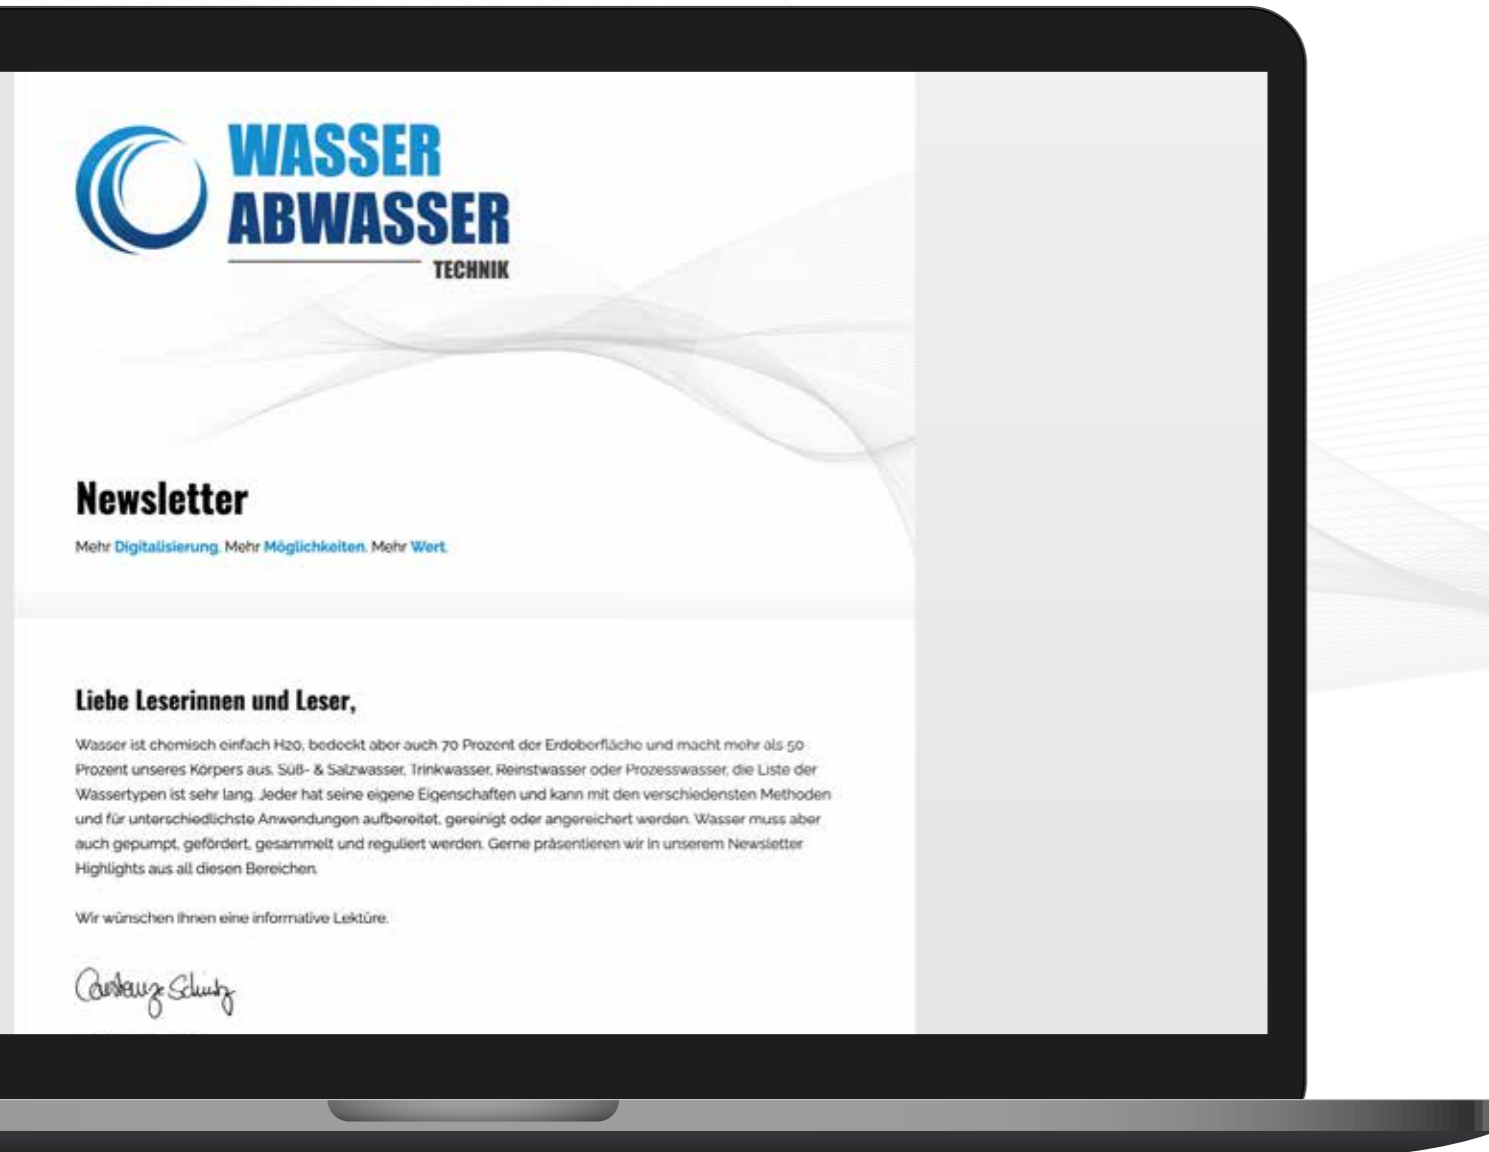 WASSER
ABWASSER
TECHNIK
Newsletter
Mehr Digitalisierung. Mehr Möglichkeiten. Mehr Wert.
Liebe Leserinnen und Leser,
Wasser ist chemisch einfach H2o, bedeckt aber auch 70 Prozent der Erdoberfläche und macht mehr als 50
Prozent unseres Körpers aus. Süß- & Salzwasser, Trinkwasser, Reinstwasser oder Prozesswasser, die Liste der
Wassertypen ist sehr lang. Jeder hat seine eigene Eigenschaften und kann mit den verschiedensten Methoden
und für unterschiedlichste Anwendungen aufbereitet, gereinigt oder angereichert werden. Wasser muss aber
auch gepumpt, gefördert, gesammelt und reguliert werden. Gerne präsentieren wir in unserem Newsletter
Highlights aus all diesen Bereichen.
Wir wünschen Ihnen eine informative Lektüre.